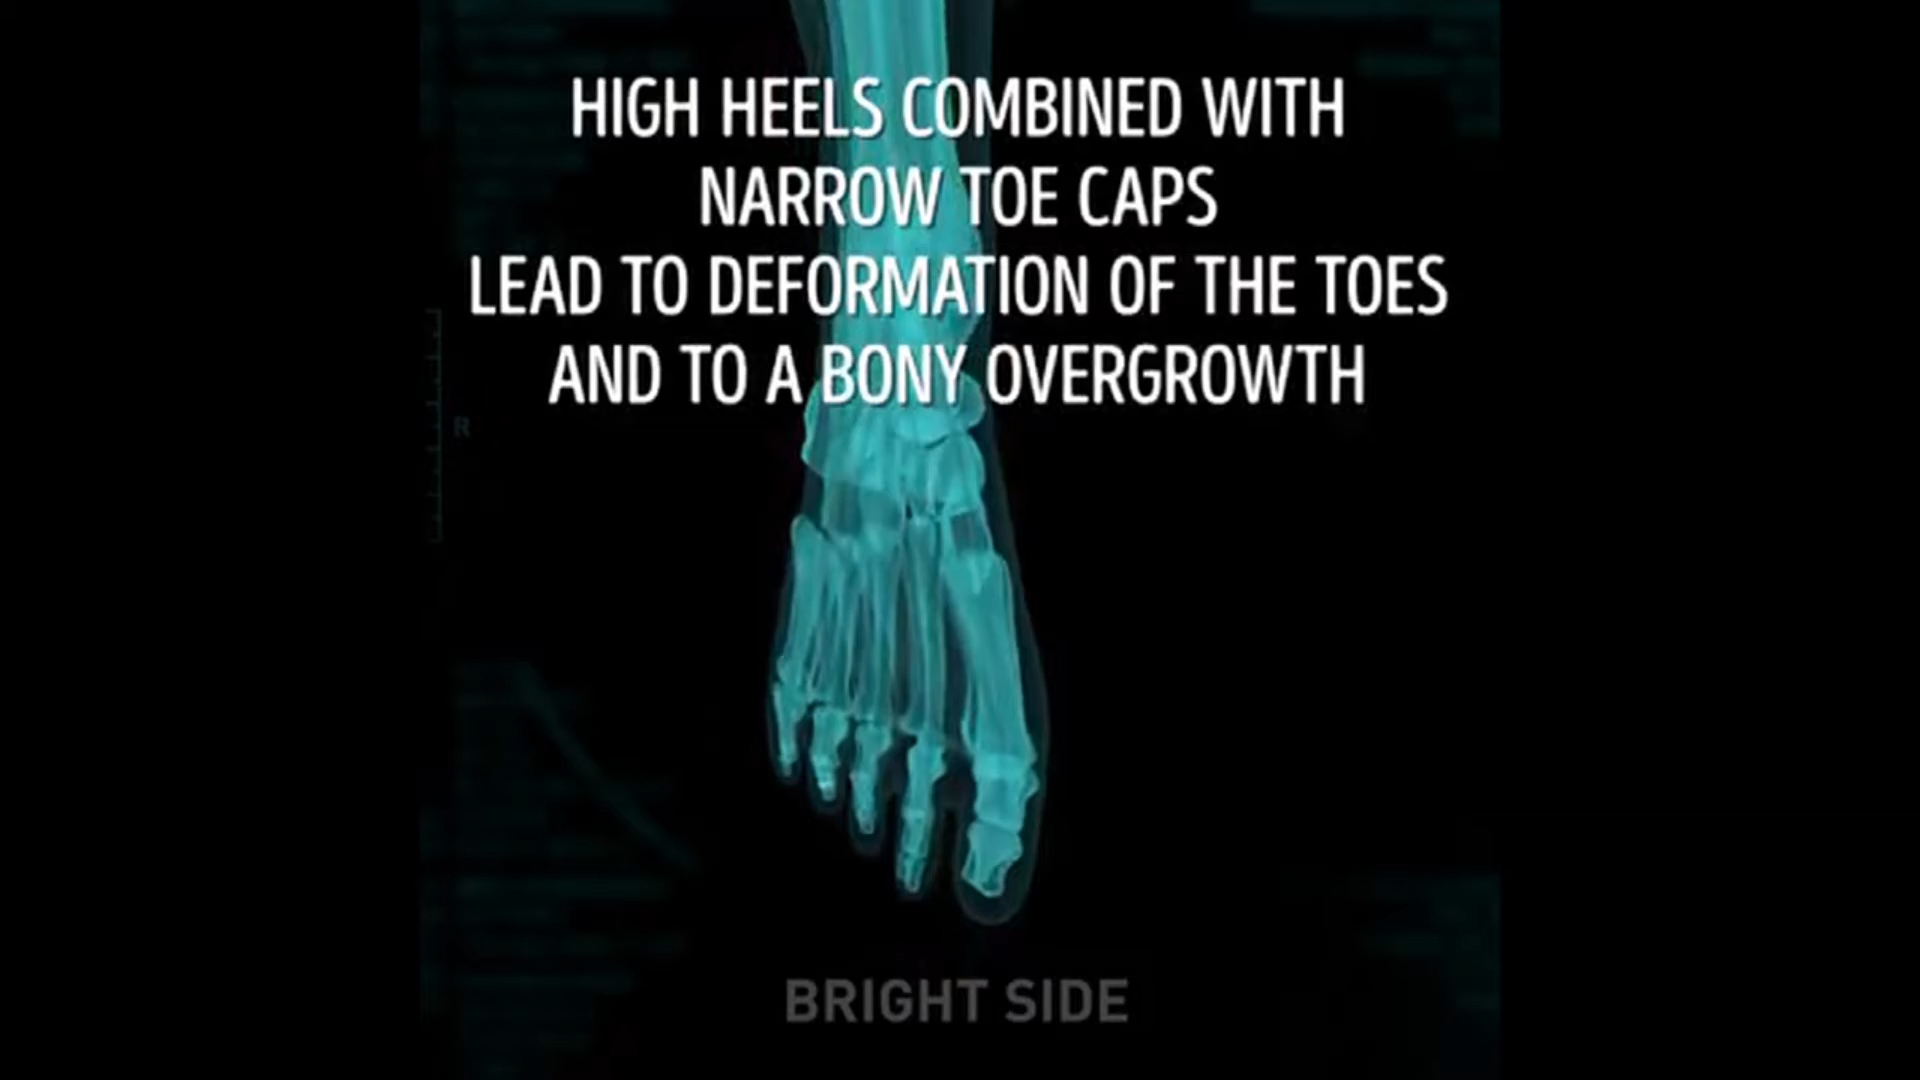 HIGH HEELS COMBINED WITH
NARROW TOE CAPS
LEAD TO DEFORMATION OF THE TOES
AND TO A BONY OVERGROWTH
R
BRIGHT SIDE